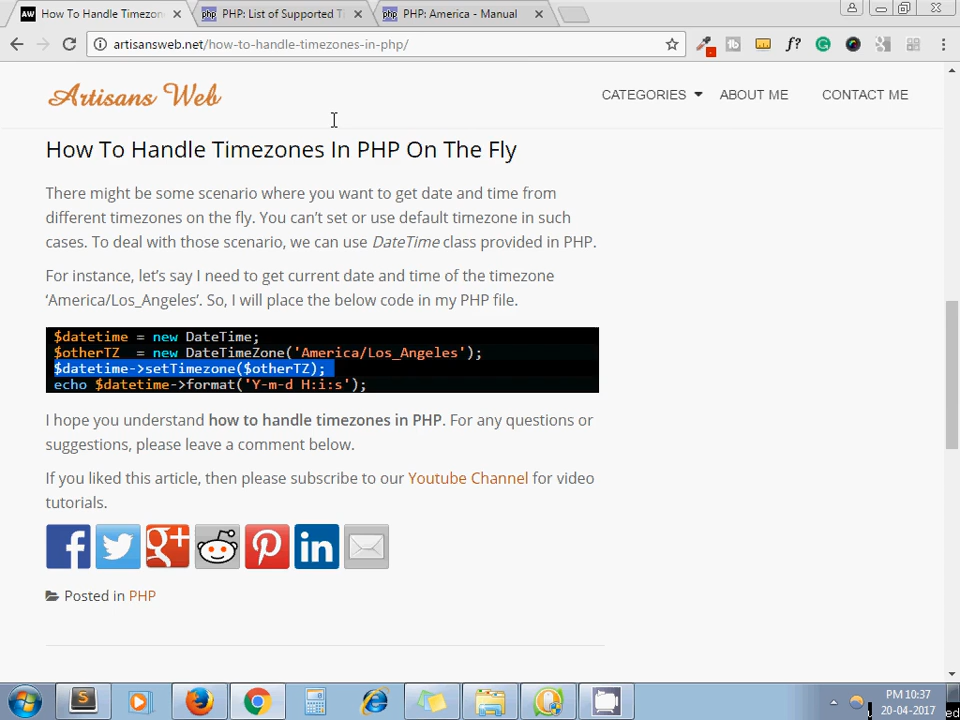 How To Handle Timezon
PHP: List of Supported T
PHP: America - Manual
artisansweb.net/how-to-handle-timezones-in-php/
Artisans Web
CATEGORIES
ABOUT ME
CONTACT ME
How To Handle Timezones In PHP On The Fly
There might be some scenario where you want to get date and time from
different timezones on the fly. You can’t set or use default timezone in such
cases. To deal with those scenario, we can use DateTime class provided in PHP.
For instance, let’s say I need to get current date and time of the timezone
‘America/Los_Angeles’. So, I will place the below code in my PHP file.
$datetime = new DateTime;
$otherTZ  = new DateTimeZone('America/Los_Angeles');
$datetime->setTimezone($otherTZ);
echo $datetime->format('Y-m-d H:i:s');
I hope you understand how to handle timezones in PHP. For any questions or
suggestions, please leave a comment below.
If you liked this article, then please subscribe to our Youtube Channel for video
tutorials.
Posted in PHP
PM 10:37
20-04-2017